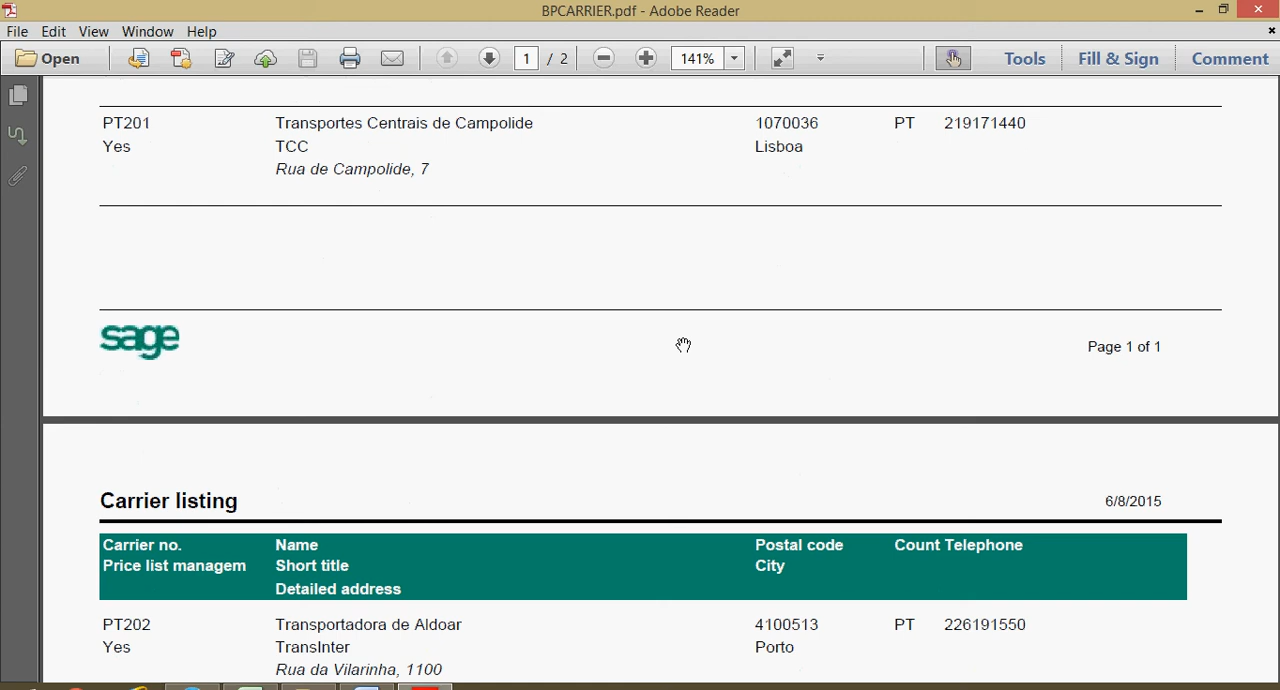 BPCARRIER.pdf - Adobe Reader
File Edit View Window Help
Open 1 / 2 141% Tools Fill & Sign Comment
PT201 Transportes Centrais de Campolide 1070036 PT 219171440
Yes TCC Lisboa
Rua de Campolide, 7
sage Page 1 of 1
Carrier listing 6/8/2015
Carrier no. Name Postal code Count Telephone
Price list managem Short title City
Detailed address
PT202 Transportadora de Aldoar 4100513 PT 226191550
Yes TransInter Porto
Rua da Vilarinha, 1100